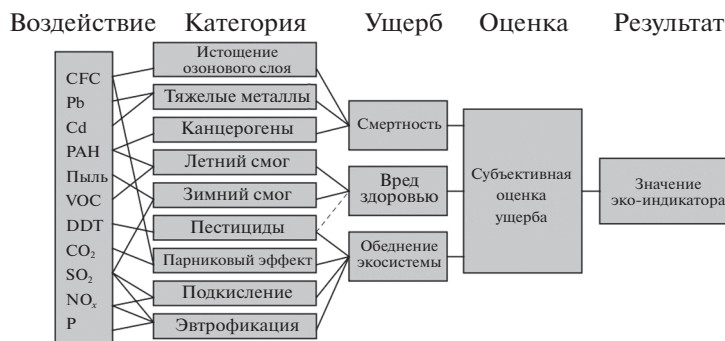 Воздействие Категория Ущерб Оценка Результат
CFC
Pb
Cd
PAH
Пыль
VOC
DDT
CO₂
SO₂
NOₓ
P
Истощение
озонового слоя
Тяжелые металлы
Канцерогены
Летний смог
Зимний смог
Пестициды
Парниковый эффект
Подкисление
Эвтрофикация
Смертность
Вред
здоровью
Обеднение
экосистемы
Субъективная
оценка
ущерба
Значение
эко-индикатора